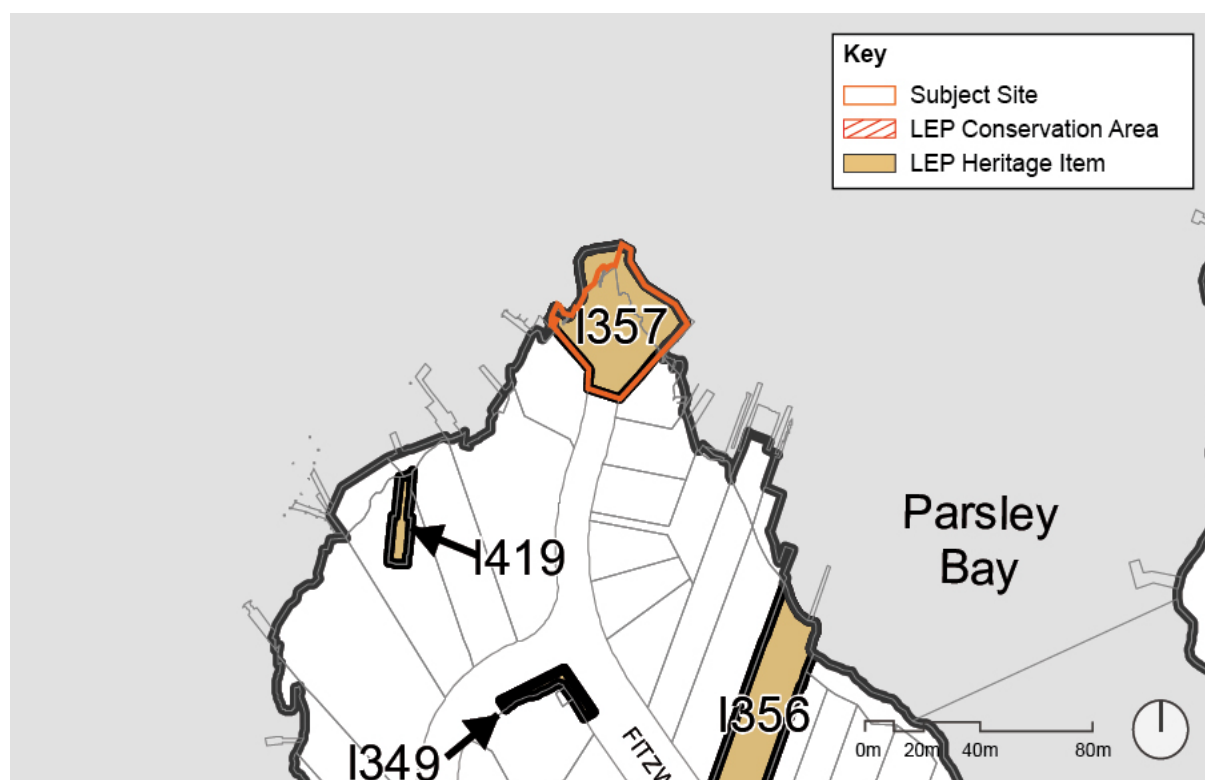 Key
Subject Site
LEP Conservation Area
LEP Heritage Item
I357
I419
Parsley
Bay
I356
I349
0m
20m
40m
80m